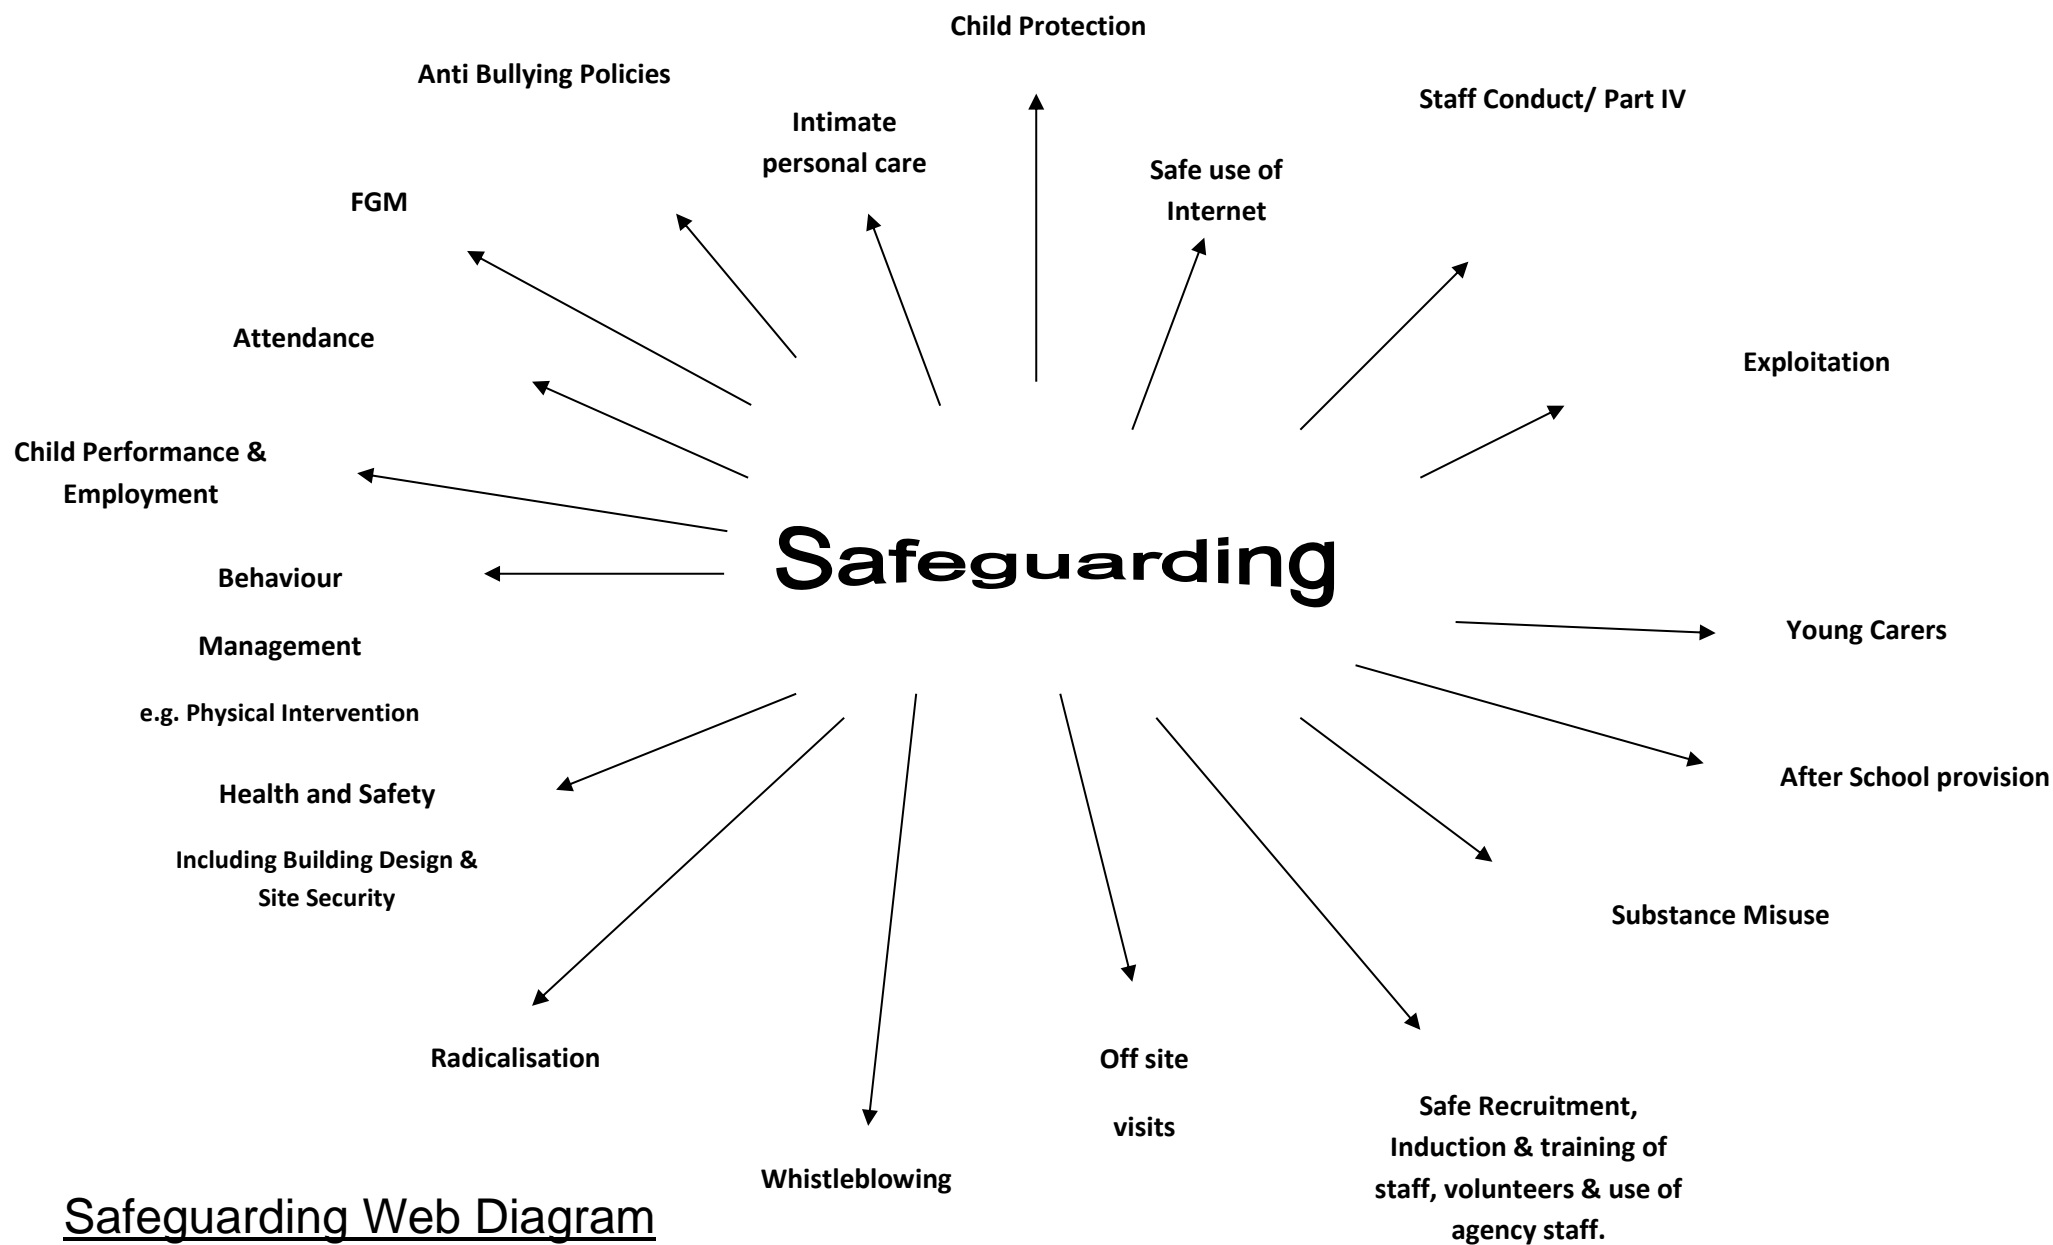 Child Protection
Anti Bullying Policies
Staff Conduct/ Part IV
Intimate
personal care
Safe use of
Internet
FGM
Attendance
Exploitation
Child Performance &
Employment
Safeguarding
Behaviour
Management
e.g. Physical Intervention
Young Carers
Health and Safety
Including Building Design &
Site Security
After School provision
Substance Misuse
Radicalisation
Off site
visits
Whistleblowing
Safe Recruitment,
Induction & training of
staff, volunteers & use of
agency staff.
Safeguarding Web Diagram